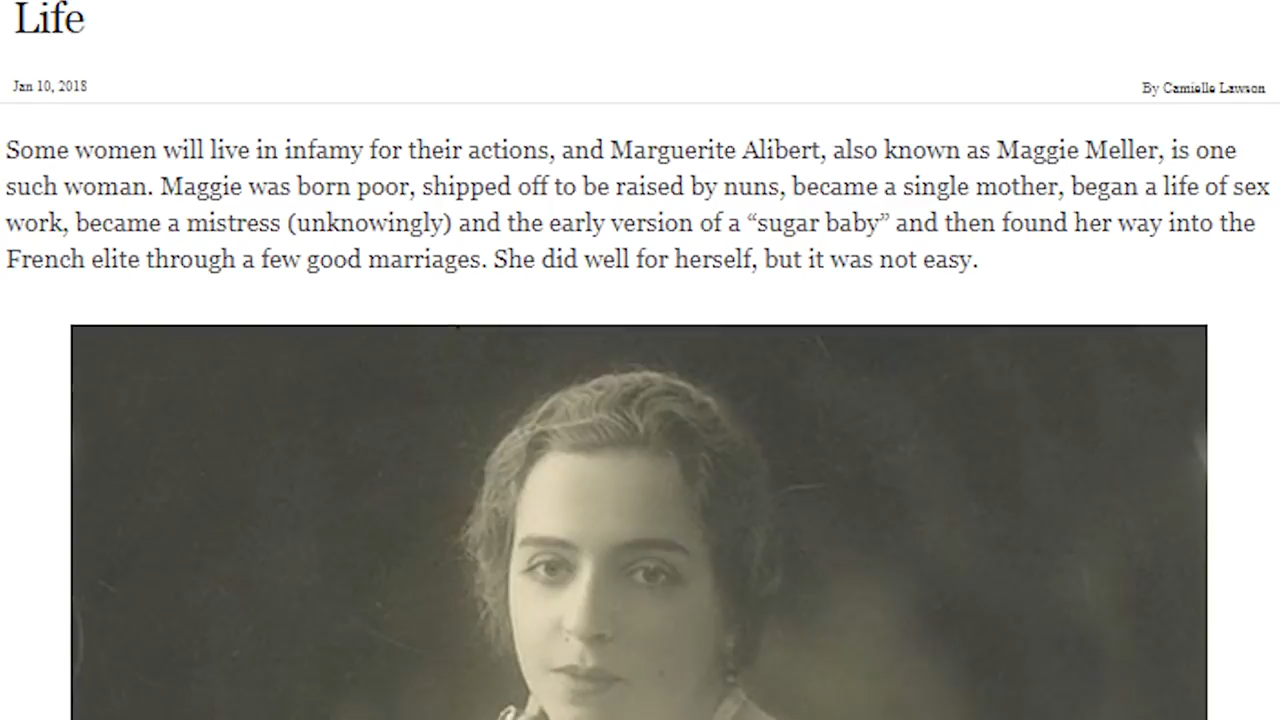 Life
Jan 10, 2018
By Camielle Lawson
Some women will live in infamy for their actions, and Marguerite Alibert, also known as Maggie Meller, is one
such woman. Maggie was born poor, shipped off to be raised by nuns, became a single mother, began a life of sex
work, became a mistress (unknowingly) and the early version of a “sugar baby” and then found her way into the
French elite through a few good marriages. She did well for herself, but it was not easy.